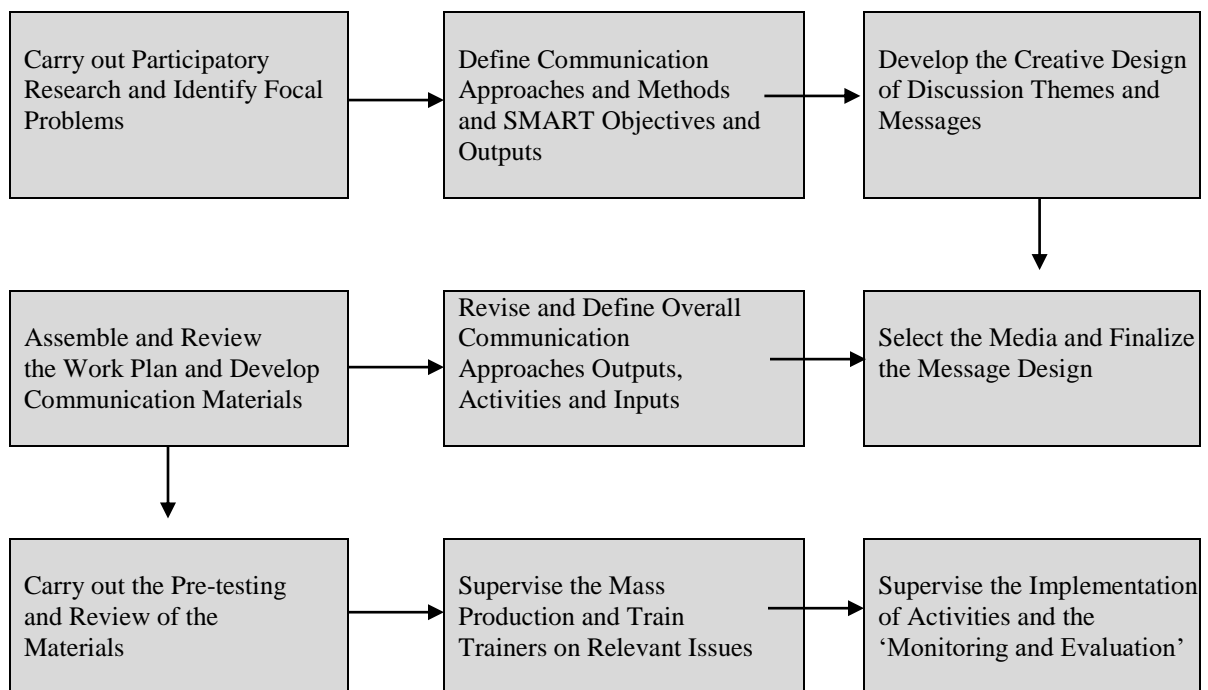 Carry out Participatory
Research and Identify Focal
Problems
Define Communication
Approaches and Methods
and SMART Objectives and
Outputs
Develop the Creative Design
of Discussion Themes and
Messages
Assemble and Review
the Work Plan and Develop
Communication Materials
Revise and Define Overall
Communication
Approaches Outputs,
Activities and Inputs
Select the Media and Finalize
the Message Design
Carry out the Pre-testing
and Review of the
Materials
Supervise the Mass
Production and Train
Trainers on Relevant Issues
Supervise the Implementation
of Activities and the
‘Monitoring and Evaluation’